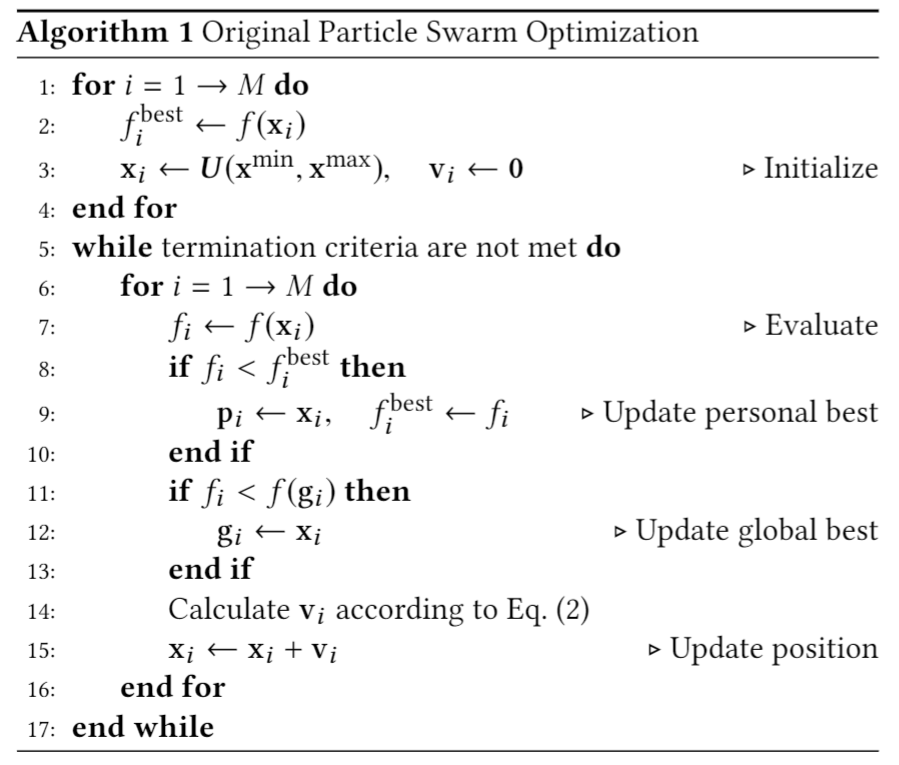 Algorithm 1 Original Particle Swarm Optimization
1: for i = 1 → M do
2: f_i^best ← f(x_i)
3: x_i ← U(x^min, x^max), v_i ← 0 ▷ Initialize
4: end for
5: while termination criteria are not met do
6: for i = 1 → M do
7: f_i ← f(x_i) ▷ Evaluate
8: if f_i < f_i^best then
9: p_i ← x_i, f_i^best ← f_i ▷ Update personal best
10: end if
11: if f_i < f(g_i) then
12: g_i ← x_i ▷ Update global best
13: end if
14: Calculate v_i according to Eq. (2)
15: x_i ← x_i + v_i ▷ Update position
16: end for
17: end while